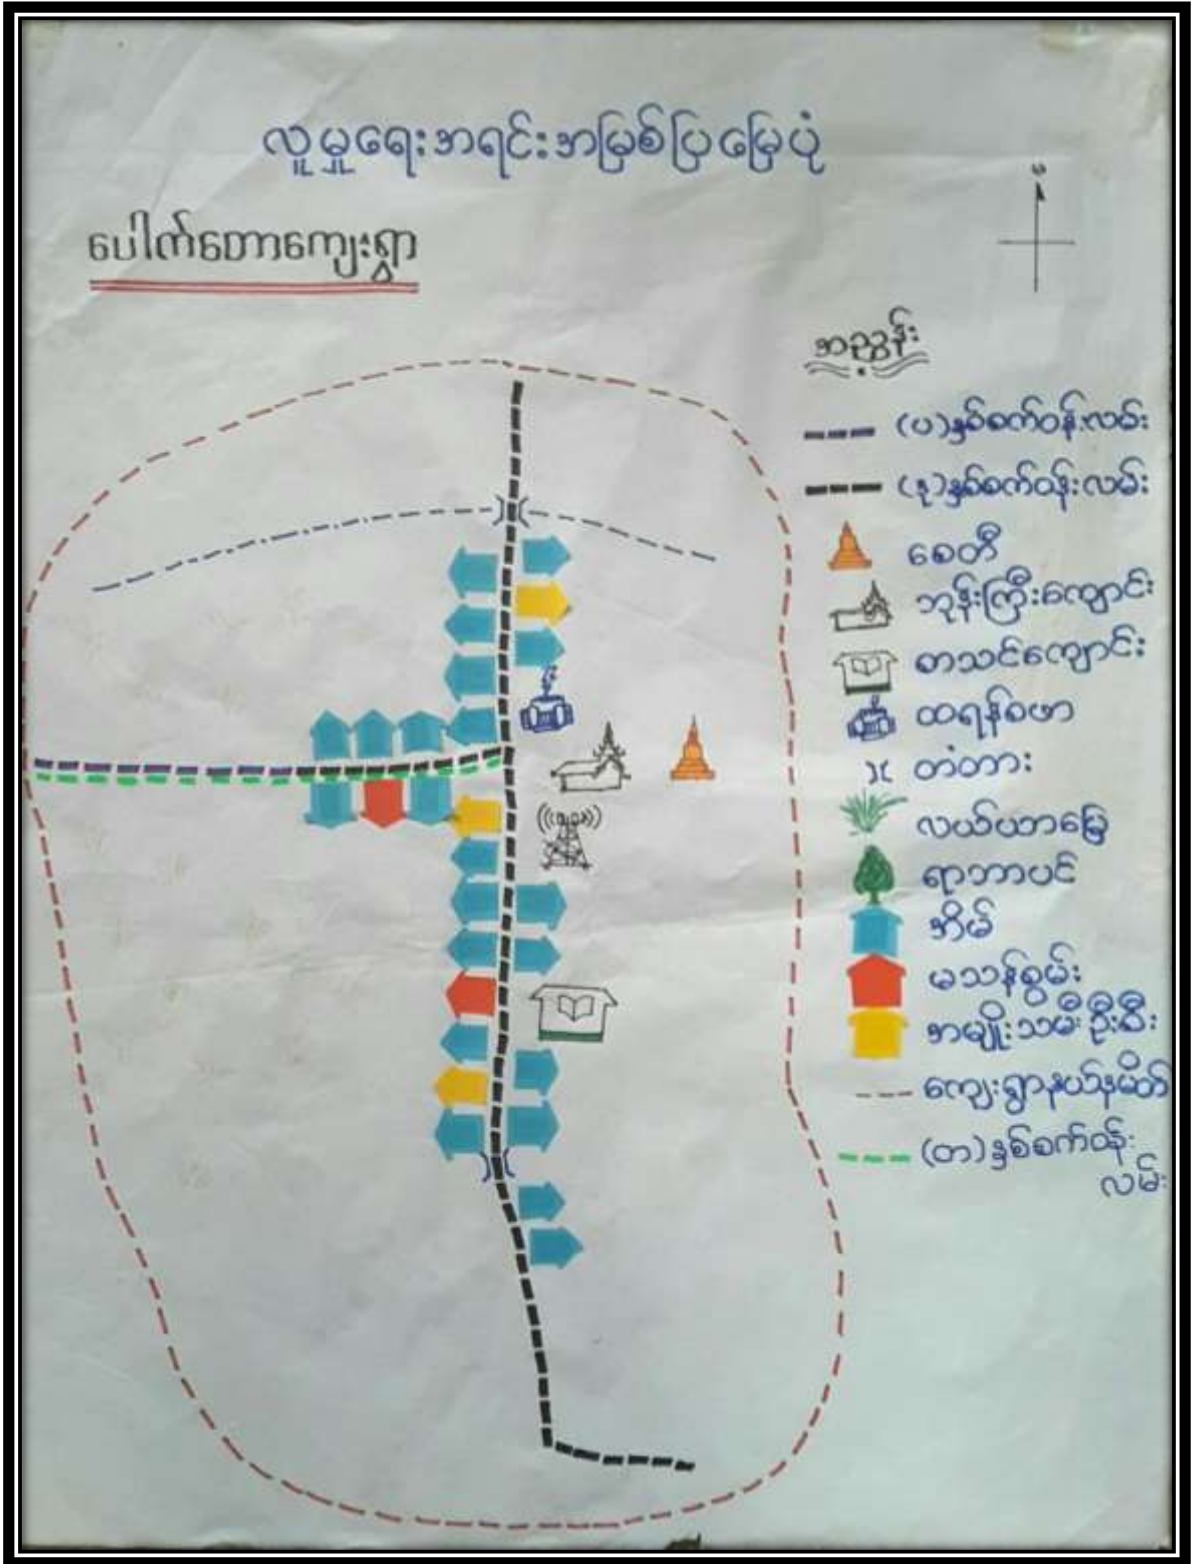 လူမှုရေးအရင်းအမြစ်ပြမြေပုံ
ပေါက်တောကျေးရွာ
အညွှန်း
(ပ)နှစ်စက်ဝန်းလမ်း
(ဒု)နှစ်စက်ဝန်းလမ်း
စေတီ
ဘုန်းကြီးကျောင်း
စာသင်ကျောင်း
ထရန်စဖာ
တံတား
လယ်ယာမြေ
ရာဘာပင်
အိမ်
မသန်စွမ်း
အမျိုးသမီးဦးစီး
ကျေးရွာနယ်နမိတ်
(တ)နှစ်စက်ဝန်း
လမ်း